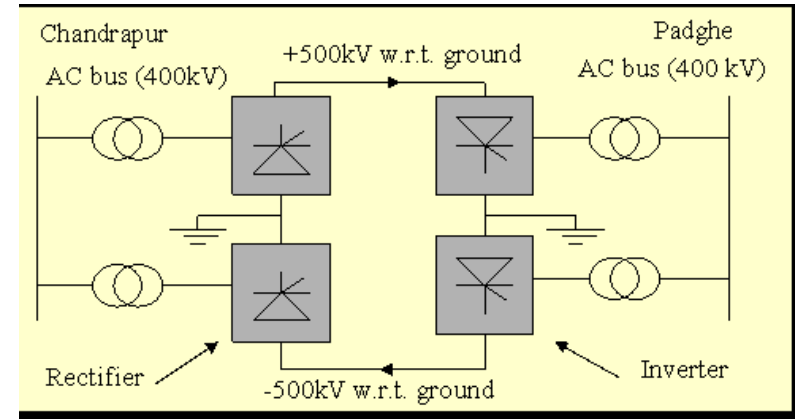 Chandrapur
Padghe
+500kV w.r.t. ground
AC bus (400kV)
AC bus (400 kV)
Rectifier
Inverter
-500kV w.r.t. ground